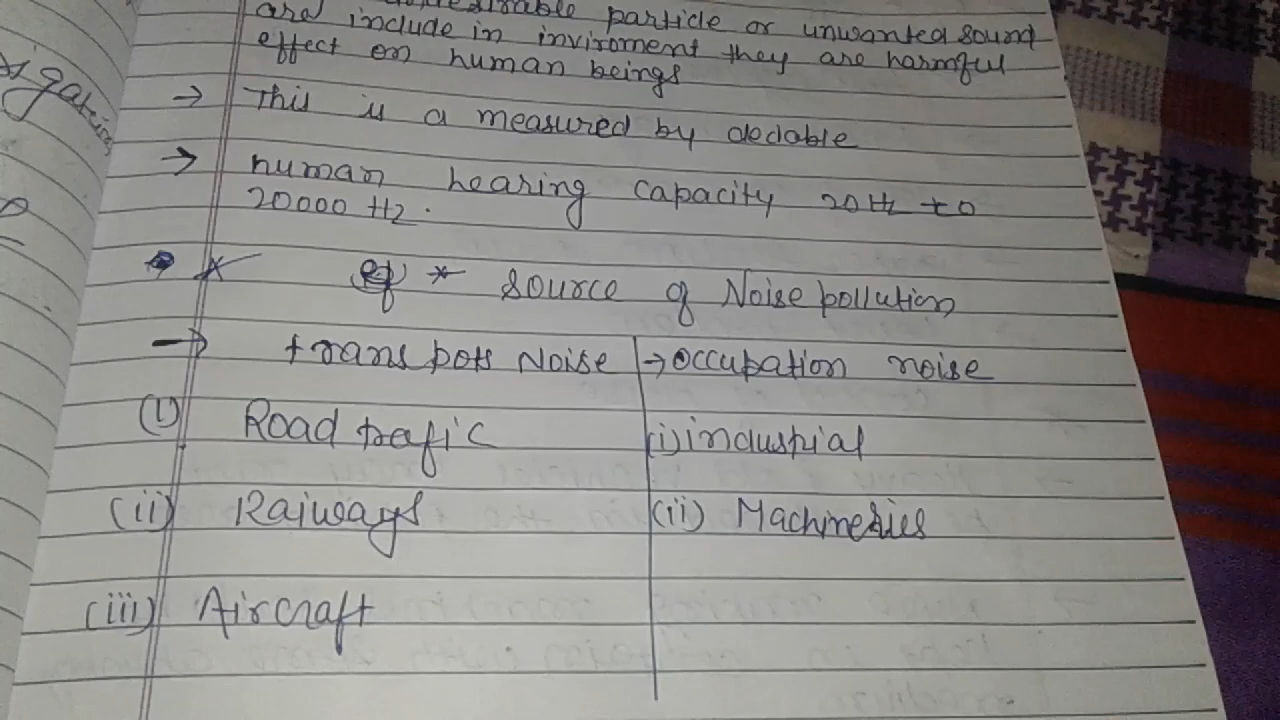 particle or unwanted sound
are include in inviroment they are harmful
effect on human beings
→ This is a measured by dedable
→ human hearing capacity 20Hz to
20000 Hz.
* * Source of Noise pollution
→ transpots Noise → Occupation noise
(i) Road trafic (i) industrial
(ii) Raiways (ii) Machineries
(iii) Aircraft